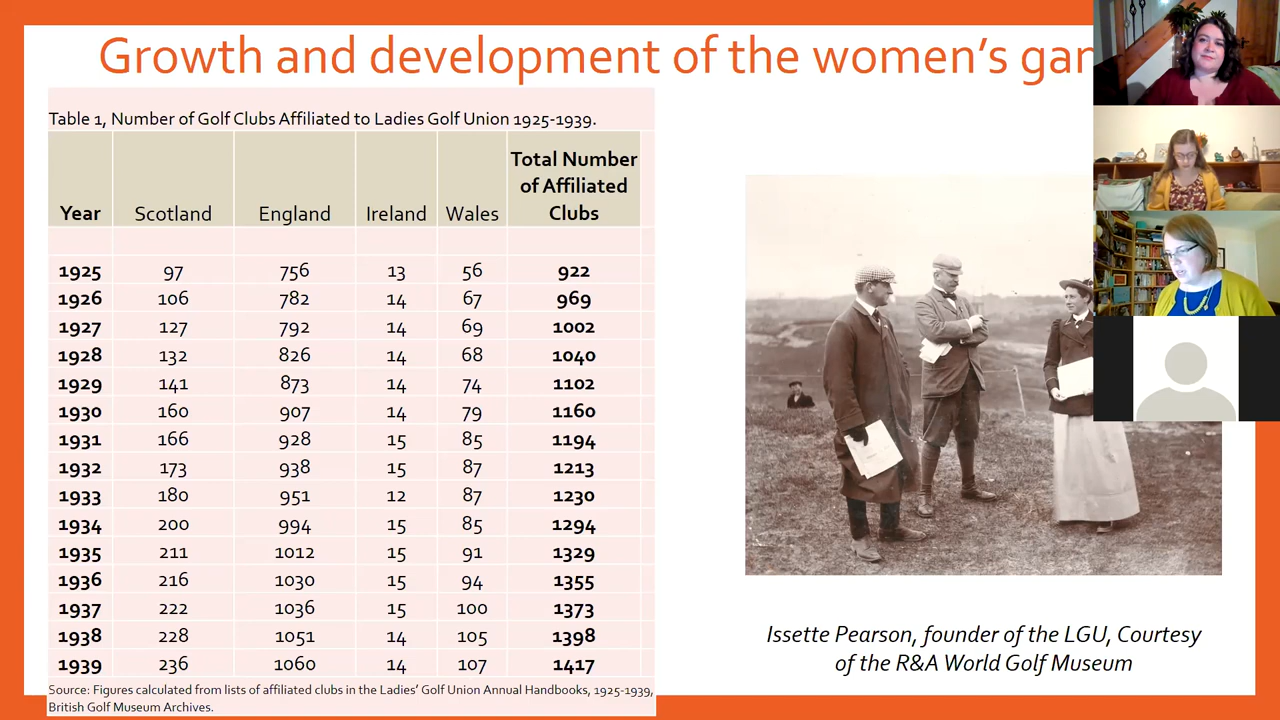 Growth and development of the women's gam
Table 1, Number of Golf Clubs Affiliated to Ladies Golf Union 1925-1939.
Year Scotland England Ireland Wales Total Number of Affiliated Clubs
1925 97 756 13 56 922
1926 106 782 14 67 969
1927 127 792 14 69 1002
1928 132 826 14 68 1040
1929 141 873 14 74 1102
1930 160 907 14 79 1160
1931 166 928 15 85 1194
1932 173 938 15 87 1213
1933 180 951 12 87 1230
1934 200 994 15 85 1294
1935 211 1012 15 91 1329
1936 216 1030 15 94 1355
1937 222 1036 15 100 1373
1938 228 1051 14 105 1398
1939 236 1060 14 107 1417
Source: Figures calculated from lists of affiliated clubs in the Ladies' Golf Union Annual Handbooks, 1925-1939,
British Golf Museum Archives.
Issette Pearson, founder of the LGU, Courtesy
of the R&A World Golf Museum